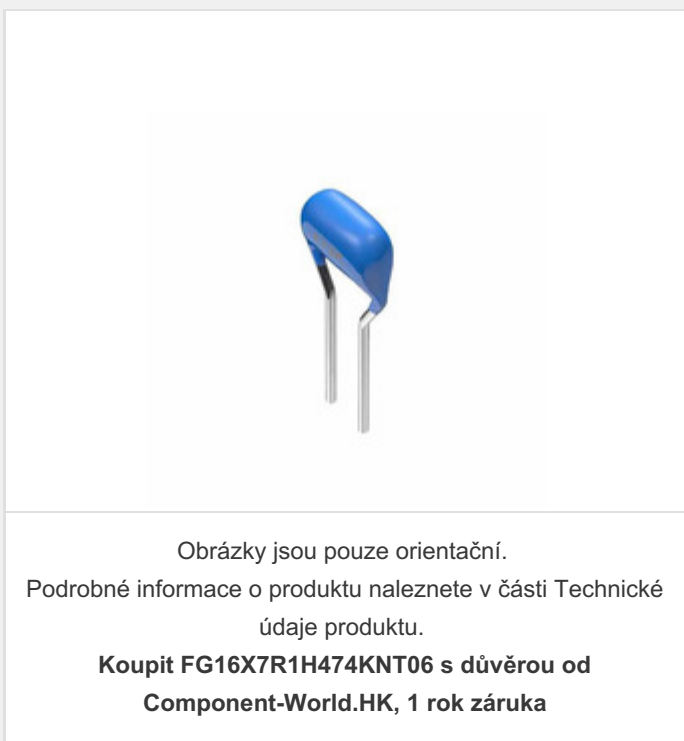 Obrázky jsou pouze orientační.
Podrobné informace o produktu naleznete v části Technické
údaje produktu.
Koupit FG16X7R1H474KNT06 s důvěrou od
Component-World.HK, 1 rok záruka